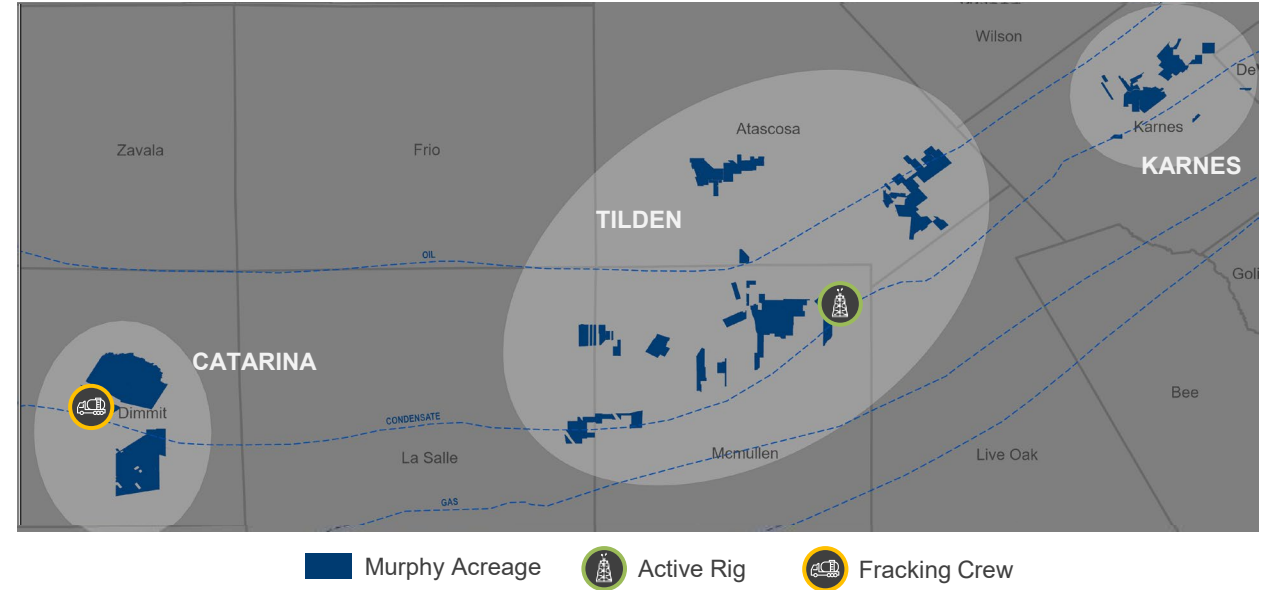 Wilson
De
Atascosa
Karnes
Zavala
Frio
KARNES
TILDEN
OIL
Goli
CATARINA
Dimmit
CONDENSATE
Bee
La Salle
Mcmullen
Live Oak
GAS
Murphy Acreage
Active Rig
Fracking Crew